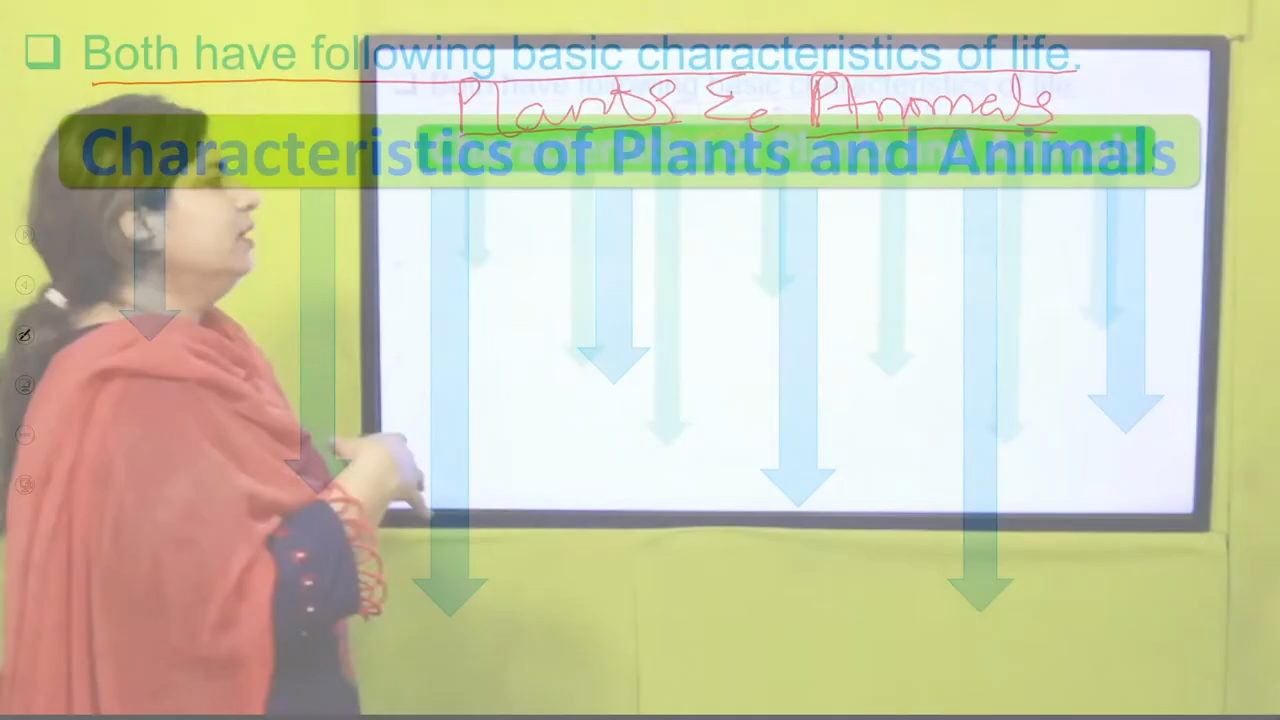 ❑ Both have following basic characteristics of life.
Plants & Animals
Characteristics of Plants and Animals